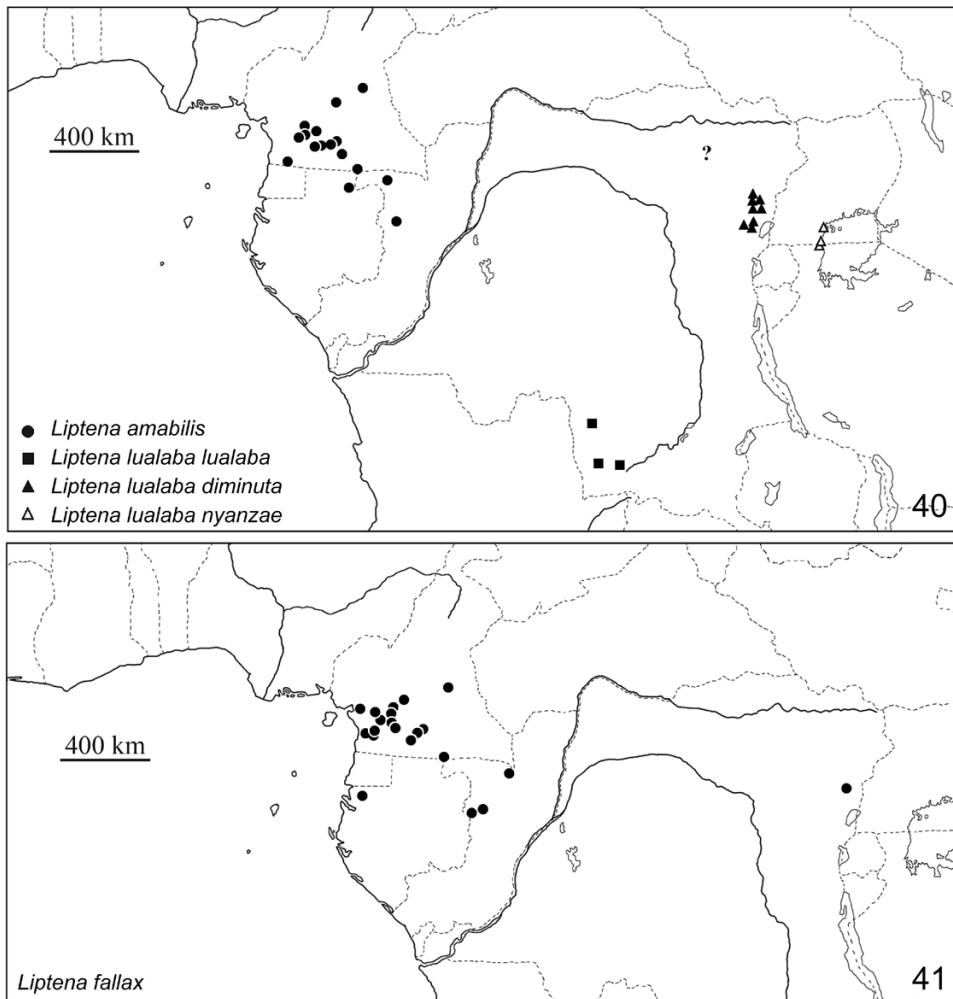 ?
400 km
Liptena amabilis
Liptena lualaba lualaba
Liptena lualaba diminuta
Liptena lualaba nyanzae
40
400 km
Liptena fallax
41